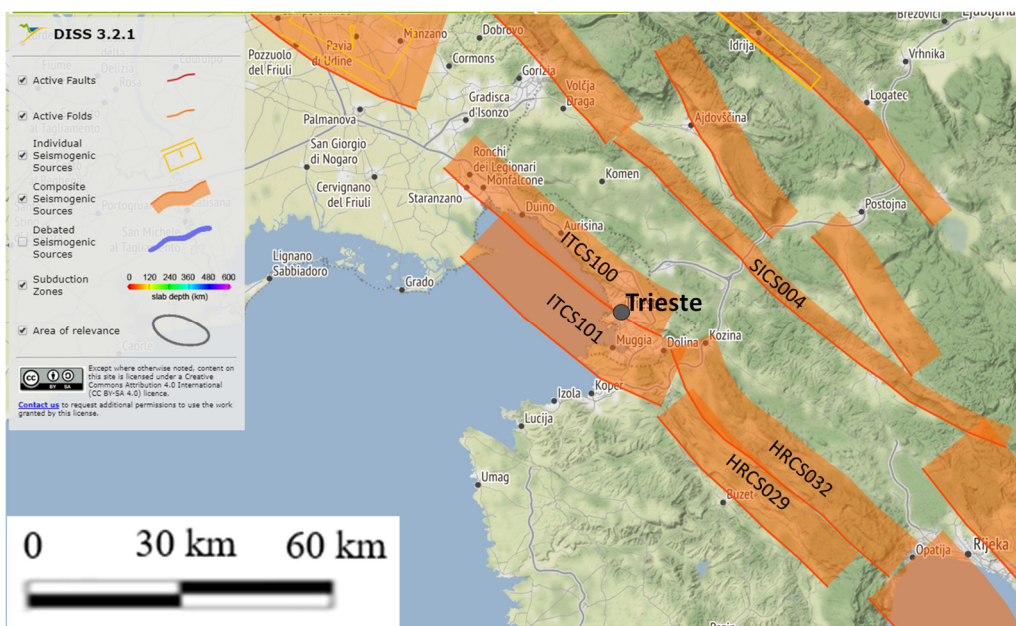 DISS 3.2.1
Active Faults
Active Folds
Individual
Seismogenic
Sources
Composite
Seismogenic
Sources
Debated
Seismogenic
Sources
Subduction
Zones
0 120 240 360 480 600
slab depth (km)
Area of relevance
cc BY SA
Except where otherwise noted, content on
this site is licensed under a Creative
Commons Attribution 4.0 International
(CC BY-SA 4.0) licence.
Contact us to request additional permissions to use the work
granted by this license.
Pavia
di Udine
Manzano
Dobrovo
Brezovici
Idrija
Vrhnika
Pozzuolo
del Friuli
Cormons
Gorizia
Volčja
Draga
Logatec
Gradisca
d'Isonzo
Palmanova
Ajdovščina
San Giorgio
di Nogaro
Ronchi
dei Legionari
Monfalcone
Komen
Cervignano
del Friuli
Staranzano
Duino
Postojna
Aurisina
Lignano
Sabbiadoro
Grado
ITCS100
SICS004
Trieste
ITCS101
Muggia
Dolina
Kozina
Koper
Izola
Lucija
Umag
HRCS032
HRCS029
Buzet
Opatija
Rijeka
0 30 km 60 km